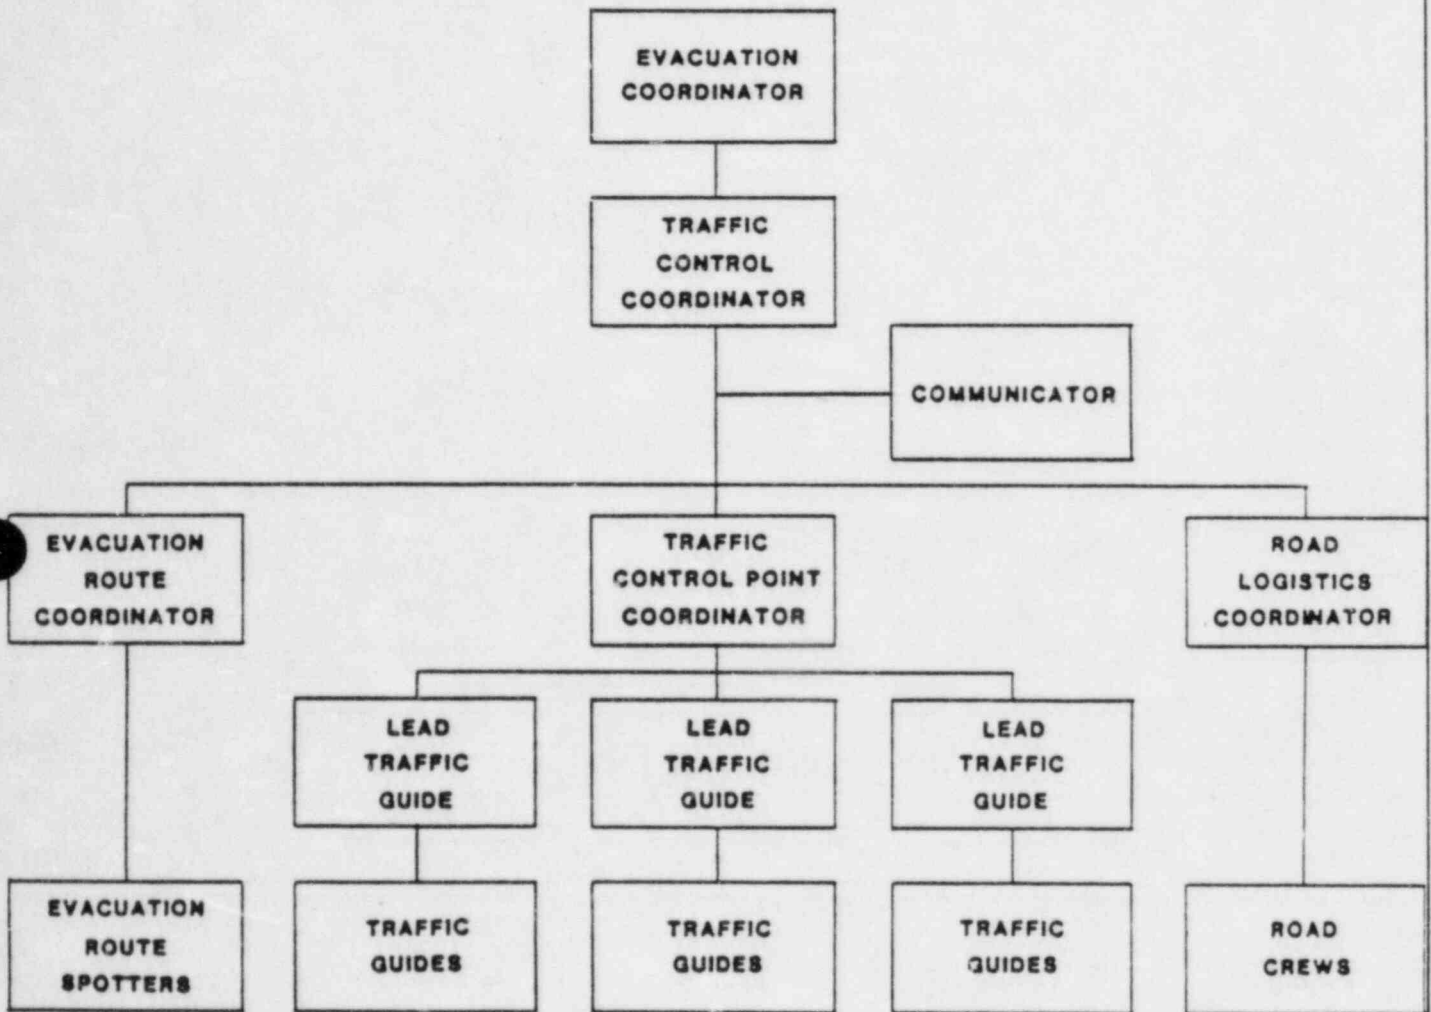 EVACUATION
COORDINATOR
TRAFFIC
CONTROL
COORDINATOR
COMMUNICATOR
EVACUATION
ROUTE
COORDINATOR
TRAFFIC
CONTROL POINT
COORDINATOR
ROAD
LOGISTICS
COORDINATOR
LEAD
TRAFFIC
GUIDE
LEAD
TRAFFIC
GUIDE
LEAD
TRAFFIC
GUIDE
EVACUATION
ROUTE
SPOTTERS
TRAFFIC
GUIDES
TRAFFIC
GUIDES
TRAFFIC
GUIDES
ROAD
CREWS